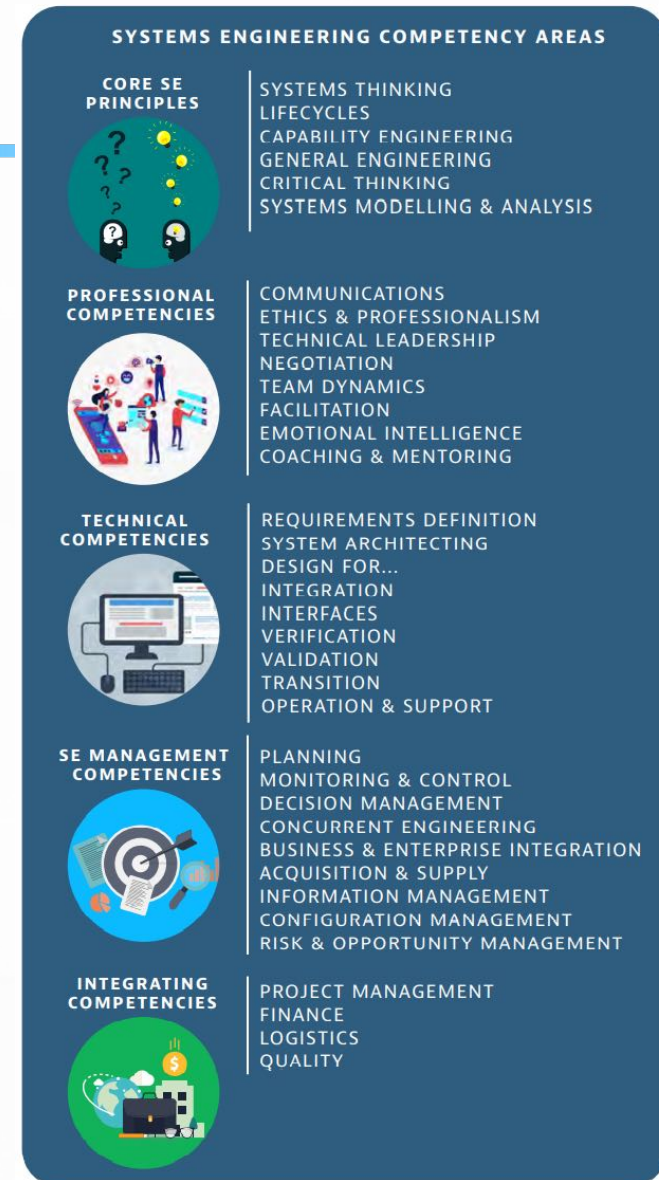 SYSTEMS ENGINEERING COMPETENCY AREAS
CORE SE
PRINCIPLES
SYSTEMS THINKING
LIFECYCLES
CAPABILITY ENGINEERING
GENERAL ENGINEERING
CRITICAL THINKING
SYSTEMS MODELLING & ANALYSIS
PROFESSIONAL
COMPETENCIES
COMMUNICATIONS
ETHICS & PROFESSIONALISM
TECHNICAL LEADERSHIP
NEGOTIATION
TEAM DYNAMICS
FACILITATION
EMOTIONAL INTELLIGENCE
COACHING & MENTORING
TECHNICAL
COMPETENCIES
REQUIREMENTS DEFINITION
SYSTEM ARCHITECTING
DESIGN FOR...
INTEGRATION
INTERFACES
VERIFICATION
VALIDATION
TRANSITION
OPERATION & SUPPORT
SE MANAGEMENT
COMPETENCIES
PLANNING
MONITORING & CONTROL
DECISION MANAGEMENT
CONCURRENT ENGINEERING
BUSINESS & ENTERPRISE INTEGRATION
ACQUISITION & SUPPLY
INFORMATION MANAGEMENT
CONFIGURATION MANAGEMENT
RISK & OPPORTUNITY MANAGEMENT
INTEGRATING
COMPETENCIES
PROJECT MANAGEMENT
FINANCE
LOGISTICS
QUALITY